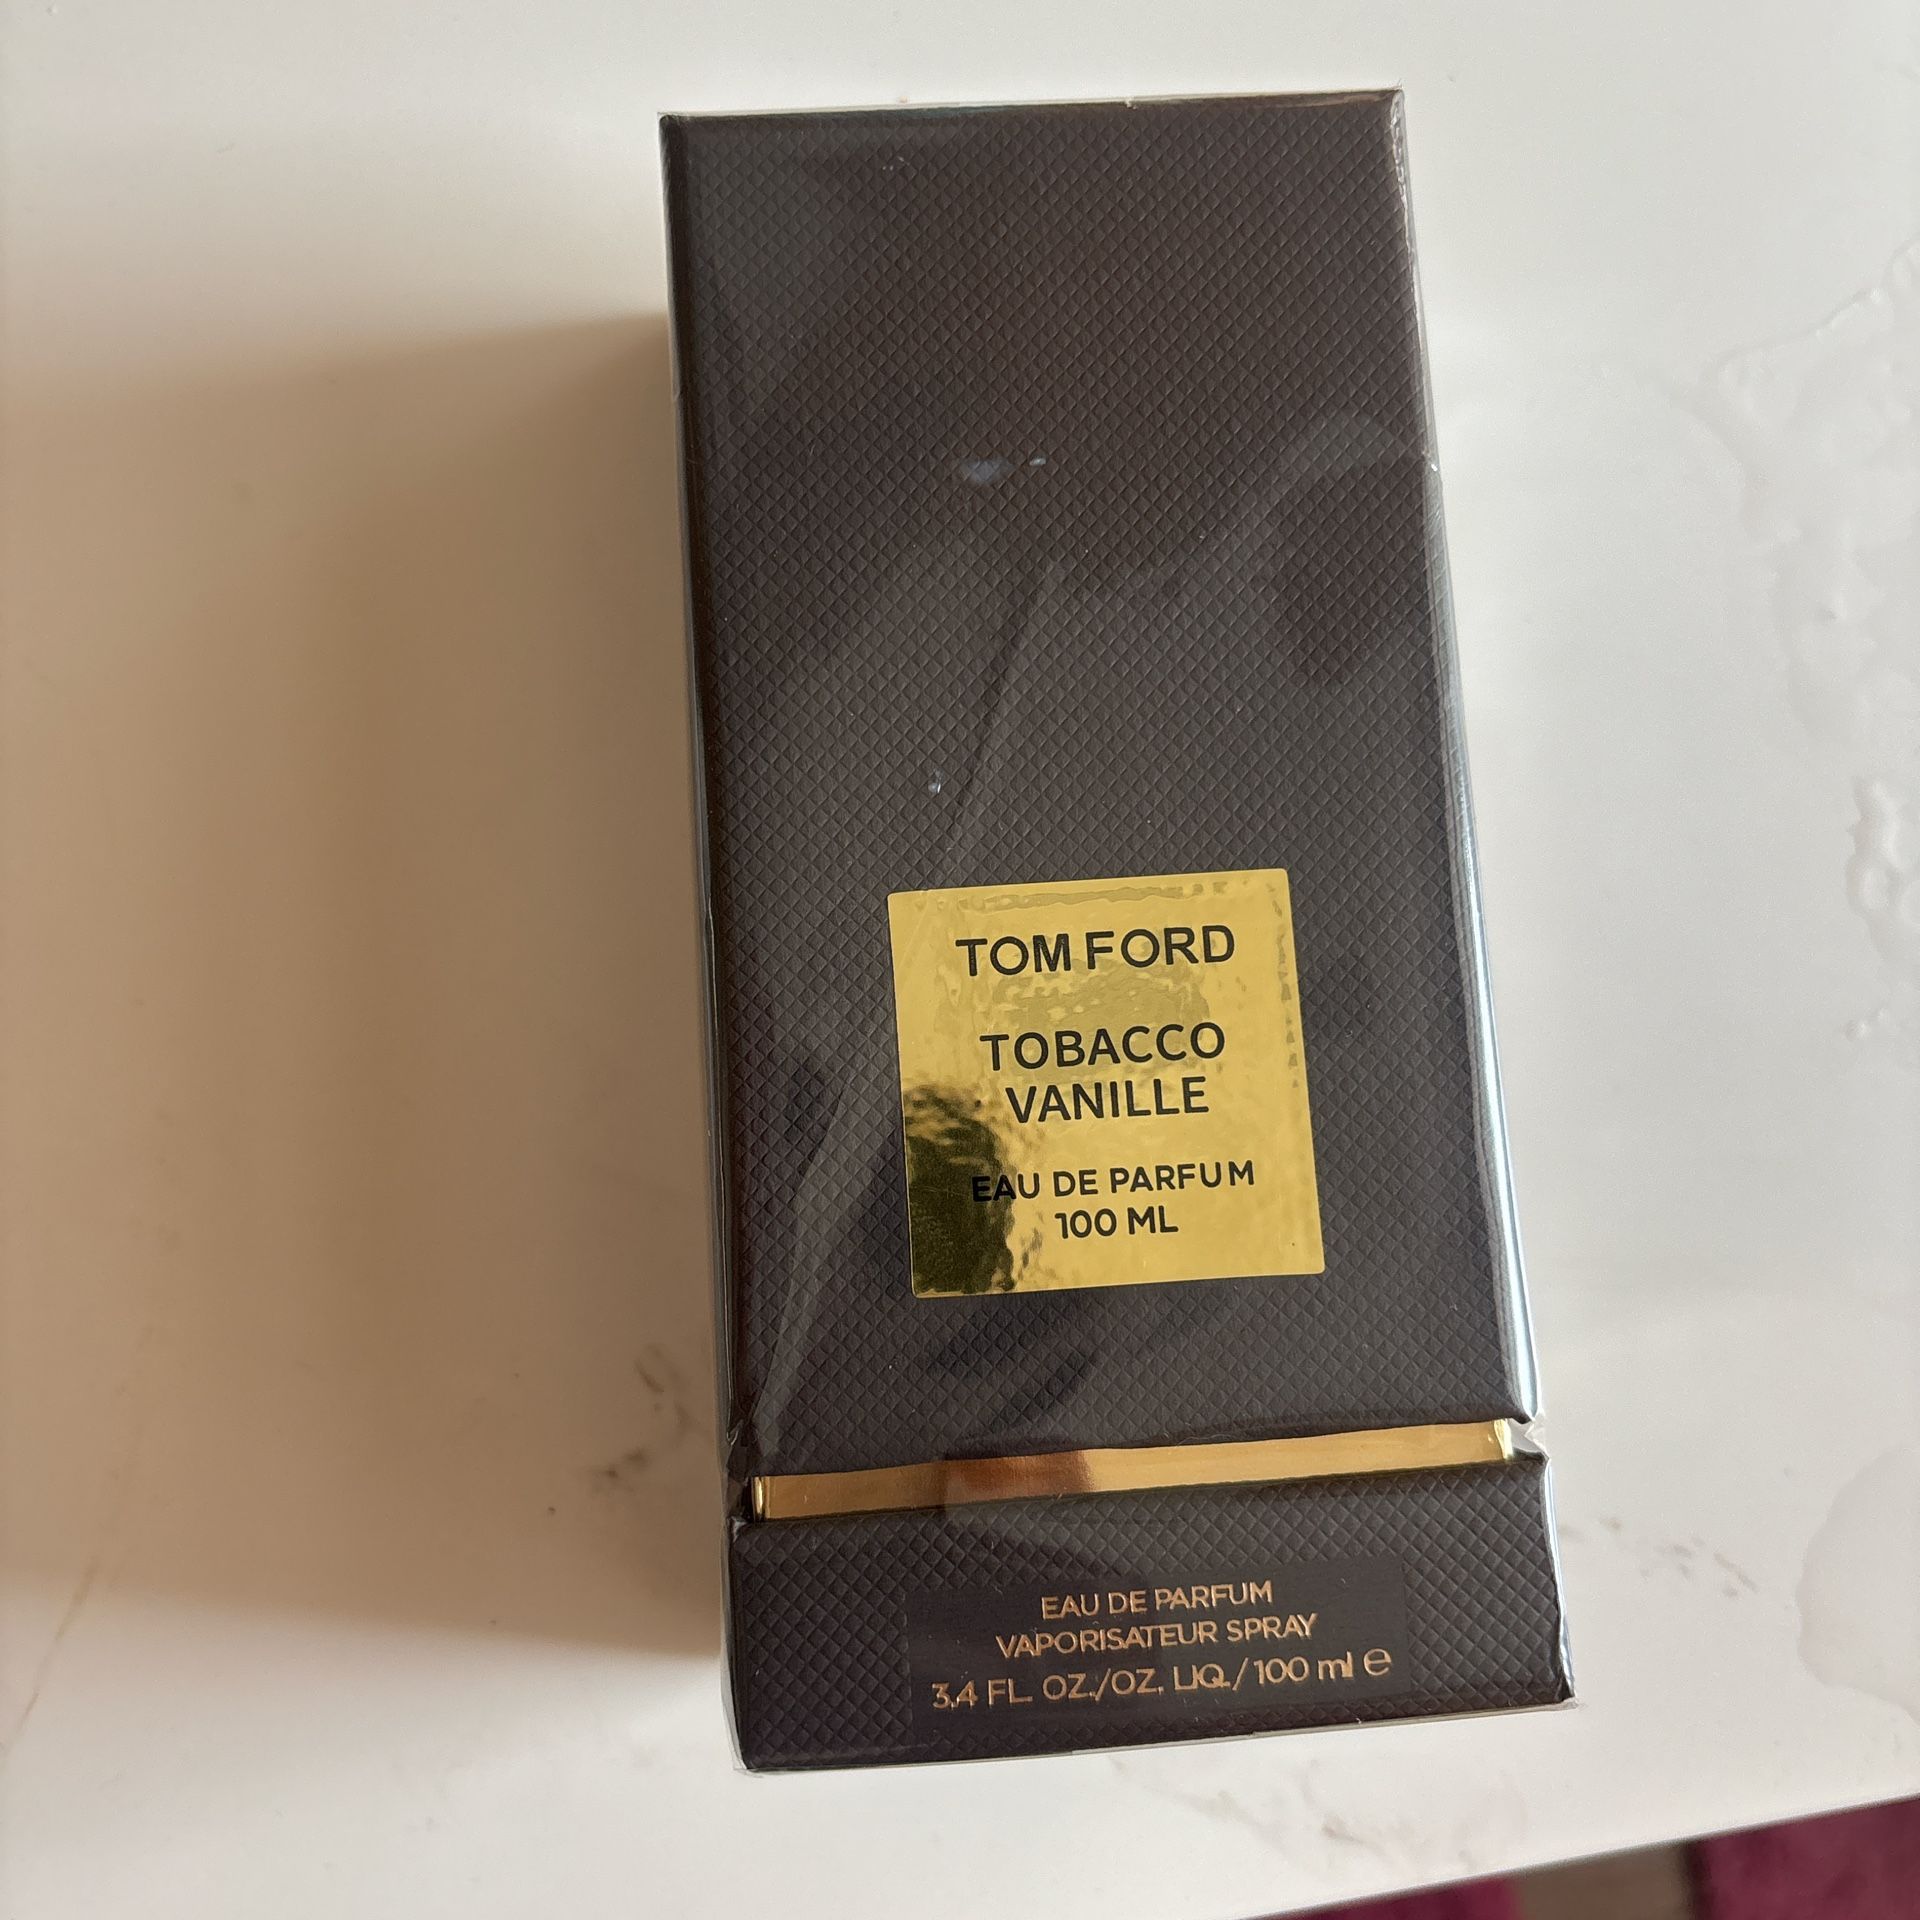 TOM FORD
TOBACCO
VANILLE
EAU DE PARFUM
100 ML
EAU DE PARFUM
VAPORISATEUR SPRAY
3,4 FL. OZ./OZ. LIQ./100 ml ℮